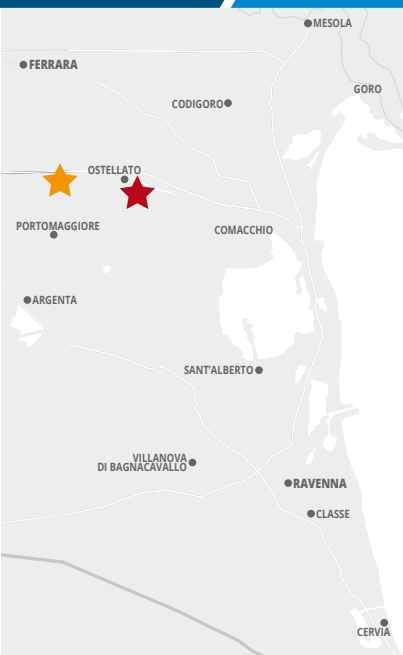 MESOLA
FERRARA
GORO
CODIGORO
OSTELLATO
PORTOMAGGIORE
COMACCHIO
ARGENTA
SANT'ALBERTO
VILLANOVA
DI BAGNACAVALLO
RAVENNA
CLASSE
CERVIA